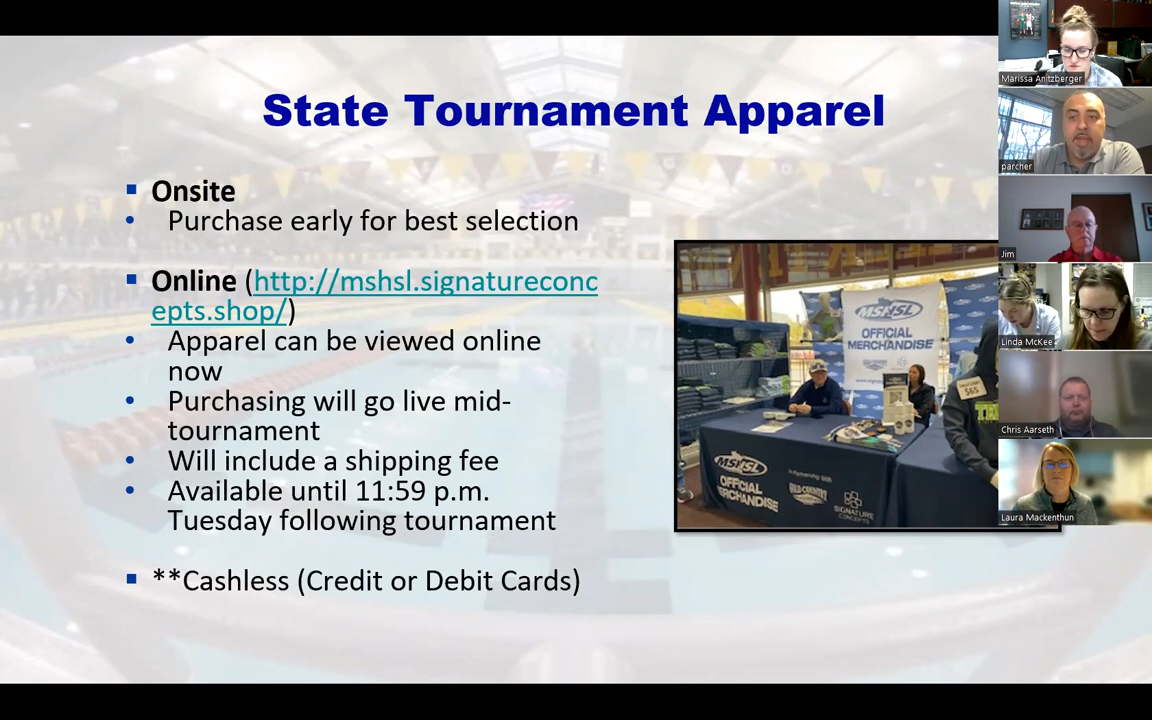 State Tournament Apparel
Onsite
Purchase early for best selection
Online (http://mshsl.signatureconc
epts.shop/)
Apparel can be viewed online
now
Purchasing will go live mid-
tournament
Will include a shipping fee
Available until 11:59 p.m.
Tuesday following tournament
**Cashless (Credit or Debit Cards)
MSHSL
OFFICIAL
MERCHANDISE
$65
MSHSL
OFFICIAL
MERCHANDISE
SIGNATURE
CONCEPTS
Marissa Anitzberger
parcher
Jim
Linda McKee
Chris Aarseth
Laura Mackenthun